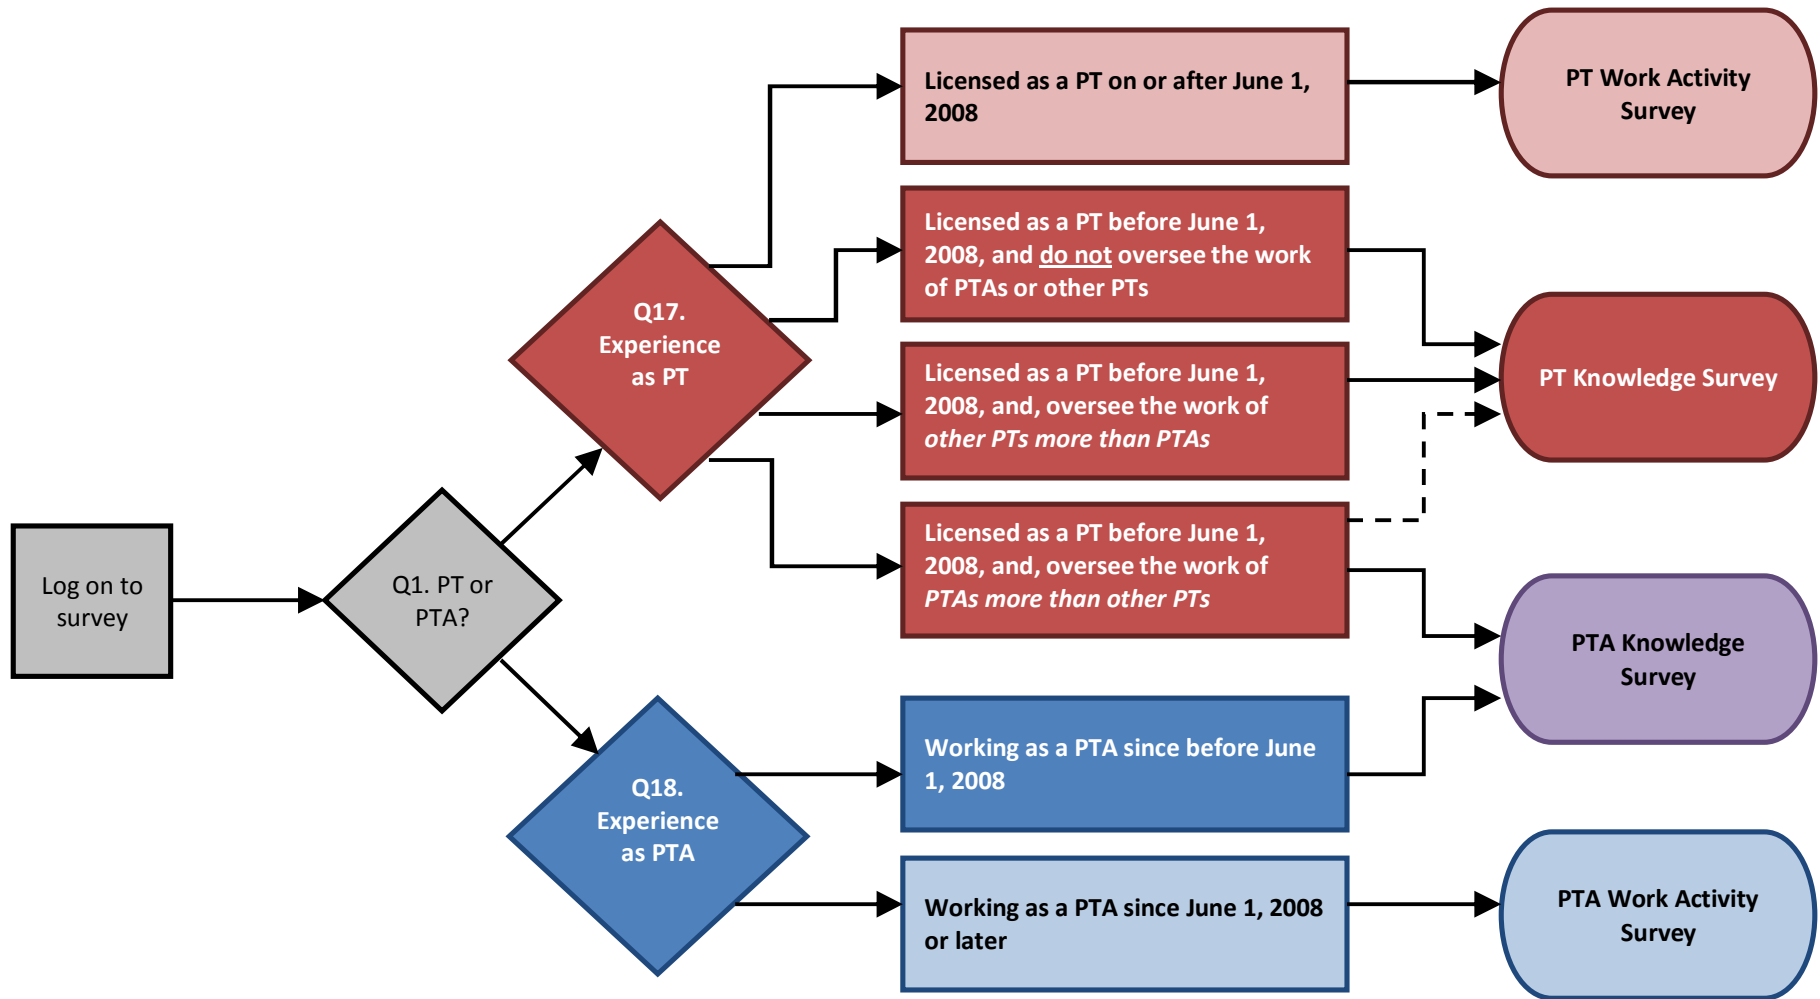 Log on to
survey
Q1. PT or
PTA?
Q17.
Experience
as PT
Q18.
Experience
as PTA
Licensed as a PT on or after June 1,
2008
Licensed as a PT before June 1,
2008, and do not oversee the work
of PTAs or other PTs
Licensed as a PT before June 1,
2008, and, oversee the work of
other PTs more than PTAs
Licensed as a PT before June 1,
2008, and, oversee the work of
PTAs more than other PTs
Working as a PTA since before June
1, 2008
Working as a PTA since June 1, 2008
or later
PT Work Activity
Survey
PT Knowledge Survey
PTA Knowledge
Survey
PTA Work Activity
Survey